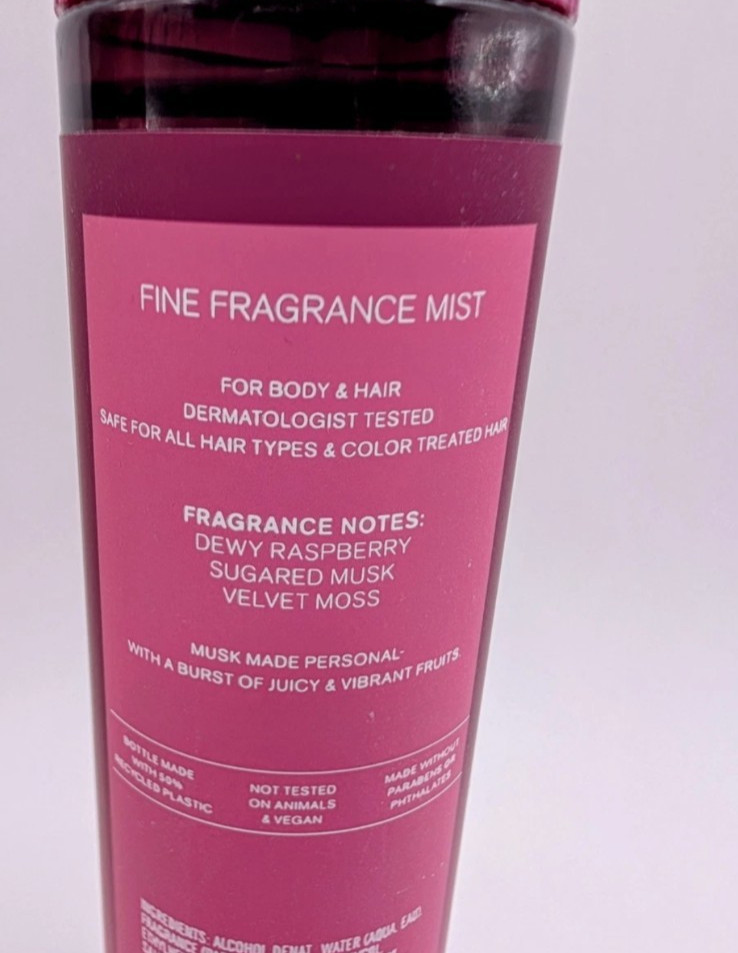 FINE FRAGRANCE MIST
FOR BODY & HAIR
DERMATOLOGIST TESTED
SAFE FOR ALL HAIR TYPES & COLOR TREATED HAIR
FRAGRANCE NOTES:
DEWY RASPBERRY
SUGARED MUSK
VELVET MOSS
MUSK MADE PERSONAL-
WITH A BURST OF JUICY & VIBRANT FRUITS.
BOTTLE MADE
WITH 50%
RECYCLED PLASTIC
NOT TESTED
ON ANIMALS
& VEGAN
MADE WITHOUT
PARABENS OR
PHTHALATES
INGREDIENTS: ALCOHOL DENAT., WATER (AQUA, EAU),
FRAGRANCE